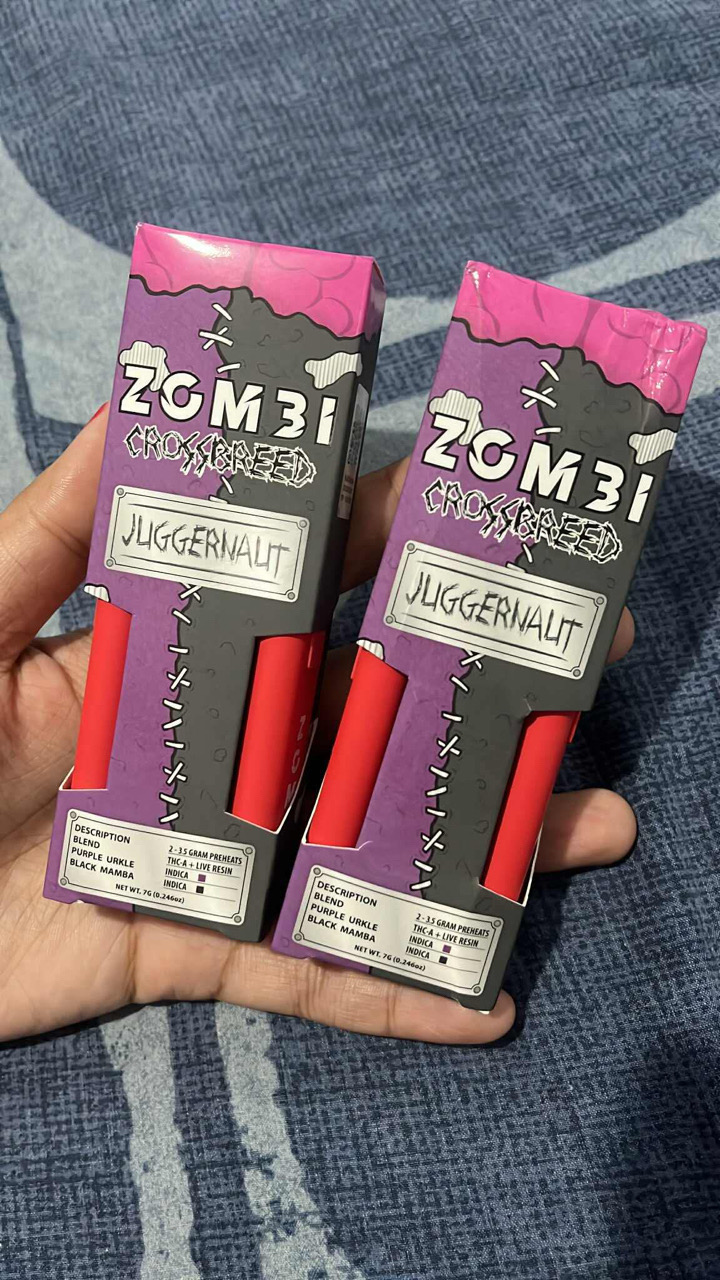 ZOMBI
CROSSBREED
JUGGERNAUT
DESCRIPTION
BLEND
PURPLE URKLE
BLACK MAMBA
2 - 3.5 GRAM PREHEATS
THC-A + LIVE RESIN
INDICA
INDICA
NET WT. 7G (0.246oz)
ZOMBI
CROSSBREED
JUGGERNAUT
DESCRIPTION
BLEND
PURPLE URKLE
BLACK MAMBA
2 - 3.5 GRAM PREHEATS
THC-A + LIVE RESIN
INDICA
INDICA
NET WT. 7G (0.246oz)